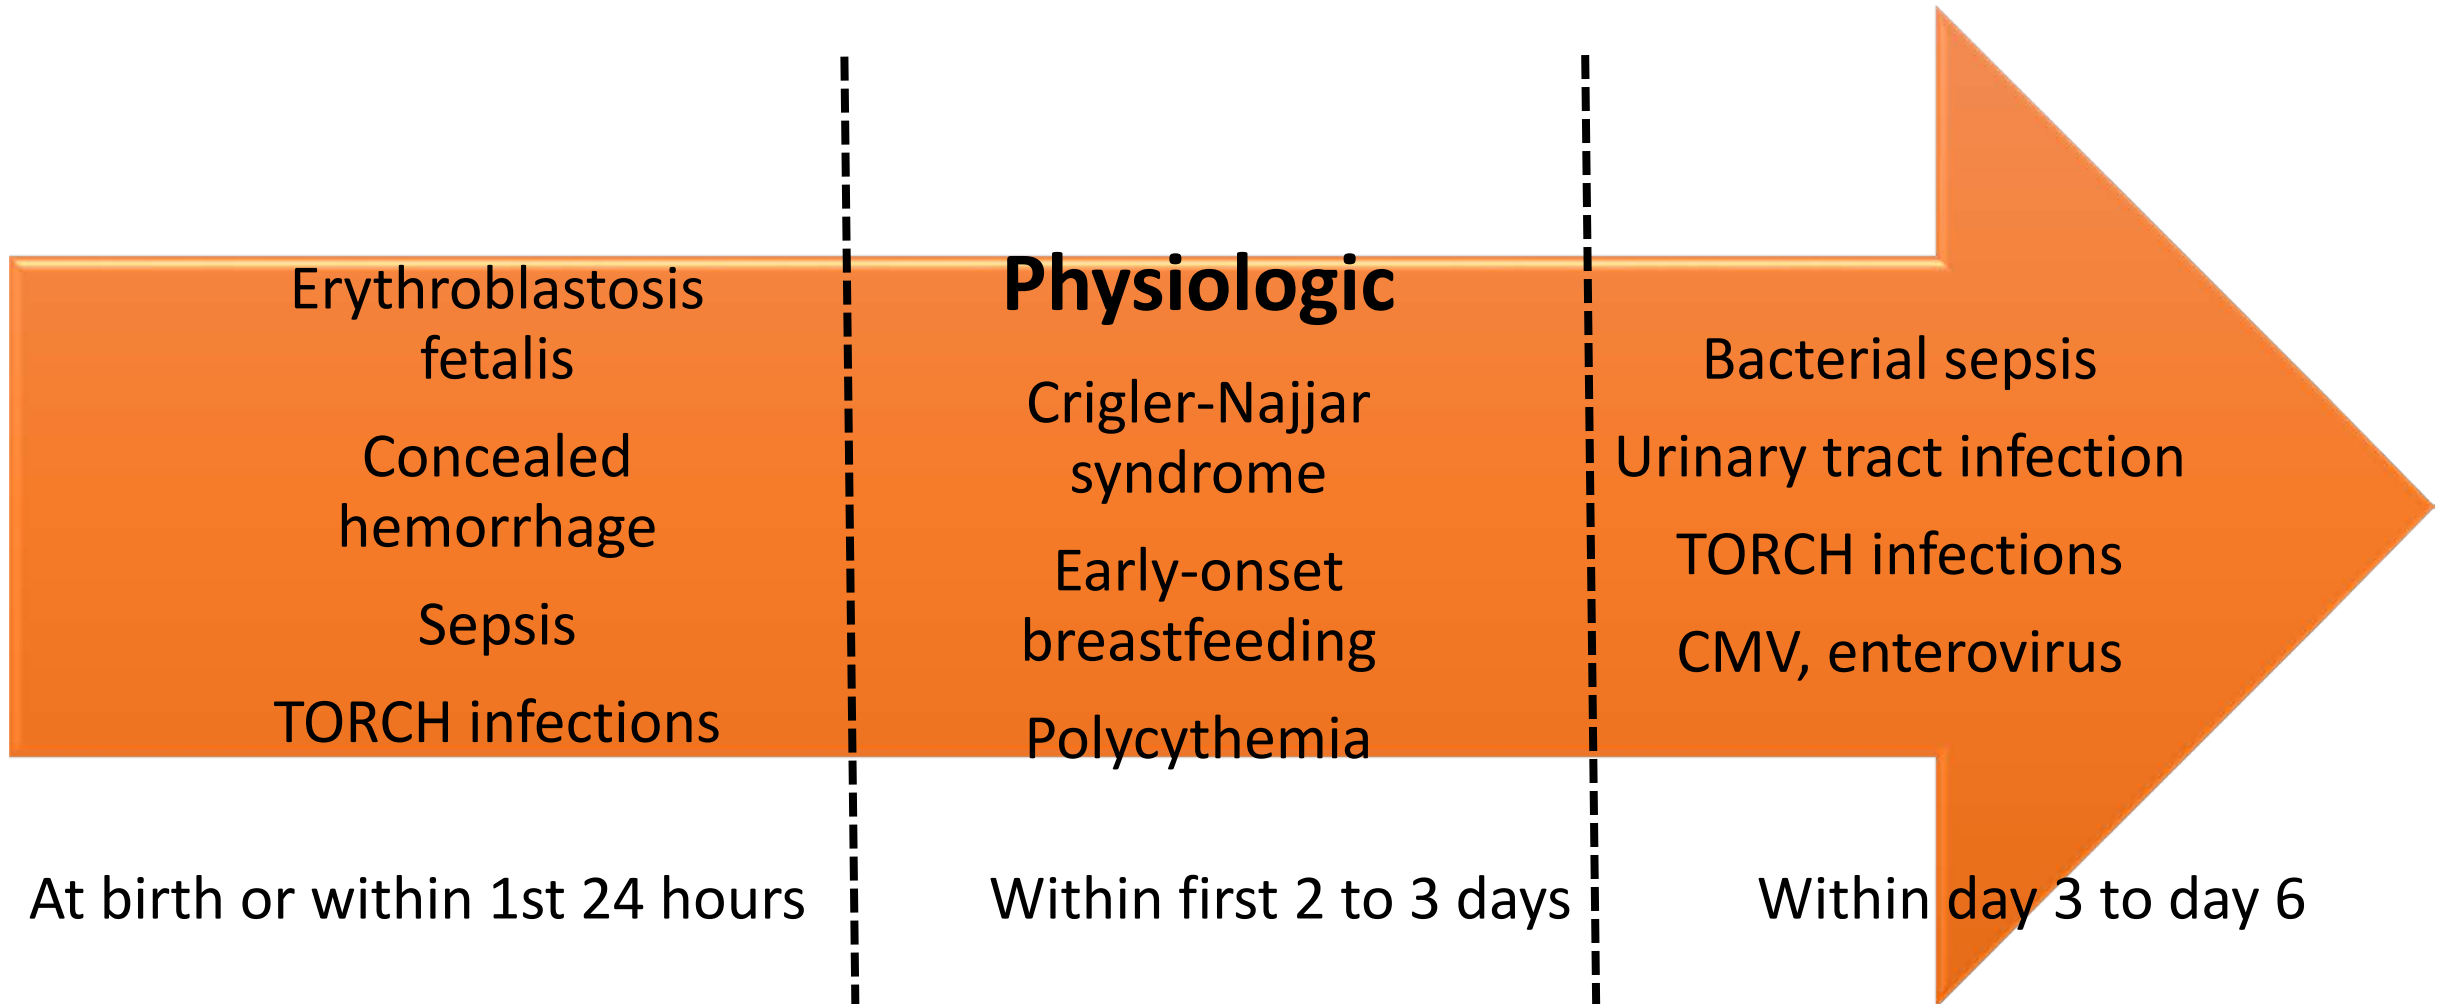 Erythroblastosis
fetalis
Concealed
hemorrhage
Sepsis
TORCH infections
At birth or within 1st 24 hours
Physiologic
Crigler-Najjar
syndrome
Early-onset
breastfeeding
Polycythemia
Within first 2 to 3 days
Bacterial sepsis
Urinary tract infection
TORCH infections
CMV, enterovirus
Within day 3 to day 6